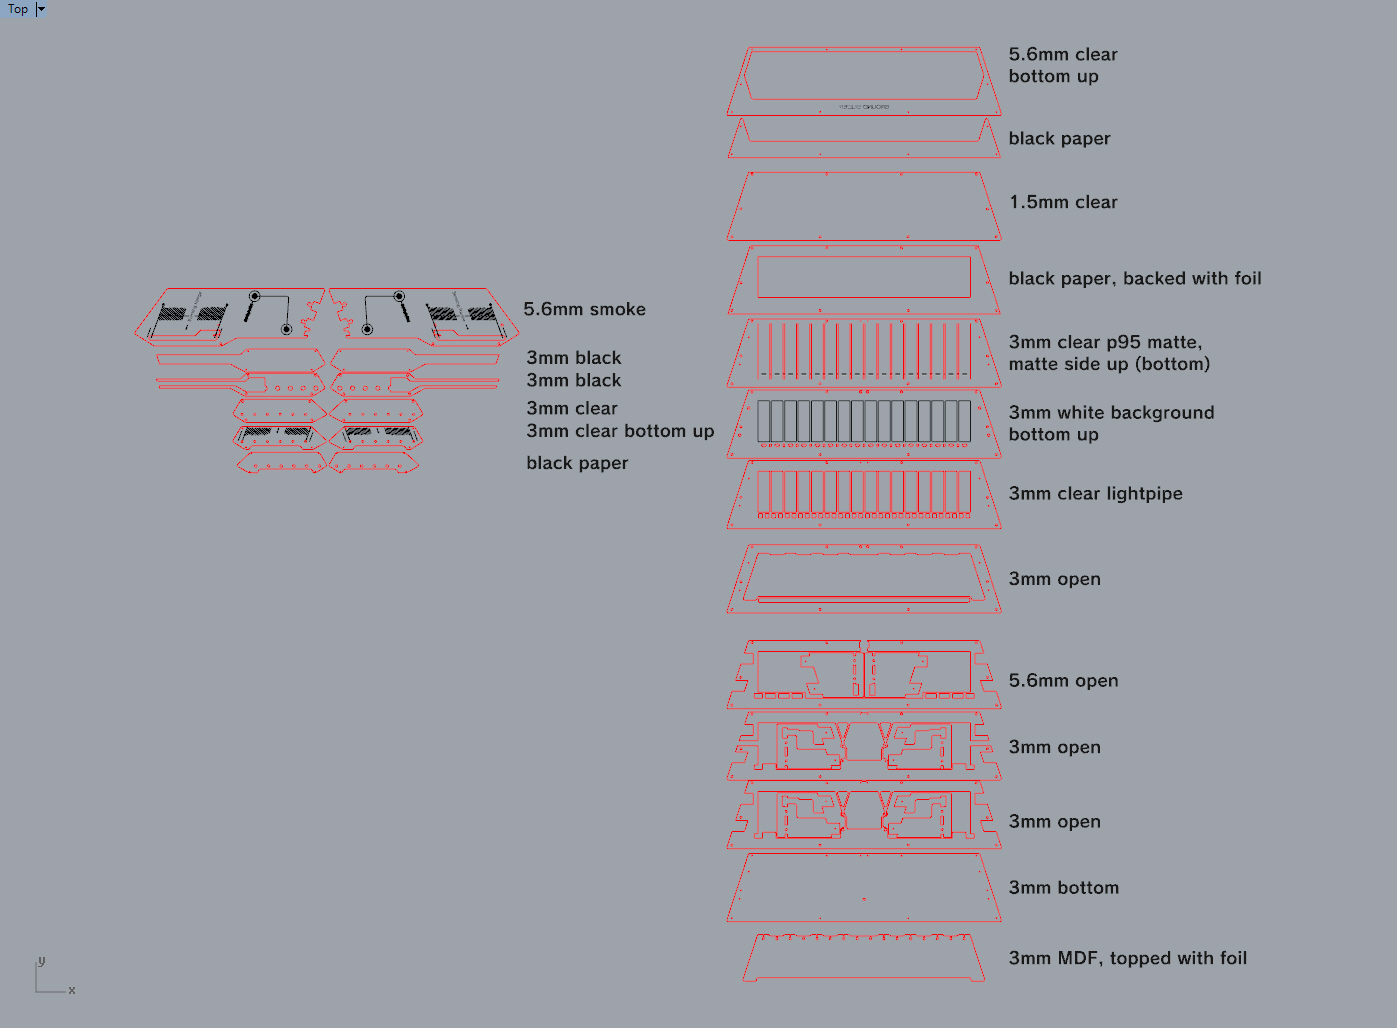 Top
5.6mm clear
bottom up
black paper
1.5mm clear
black paper, backed with foil
3mm clear p95 matte,
matte side up (bottom)
3mm white background
bottom up
3mm clear lightpipe
3mm open
5.6mm open
3mm open
3mm open
3mm bottom
3mm MDF, topped with foil
5.6mm smoke
3mm black
3mm black
3mm clear
3mm clear bottom up
black paper
y
x